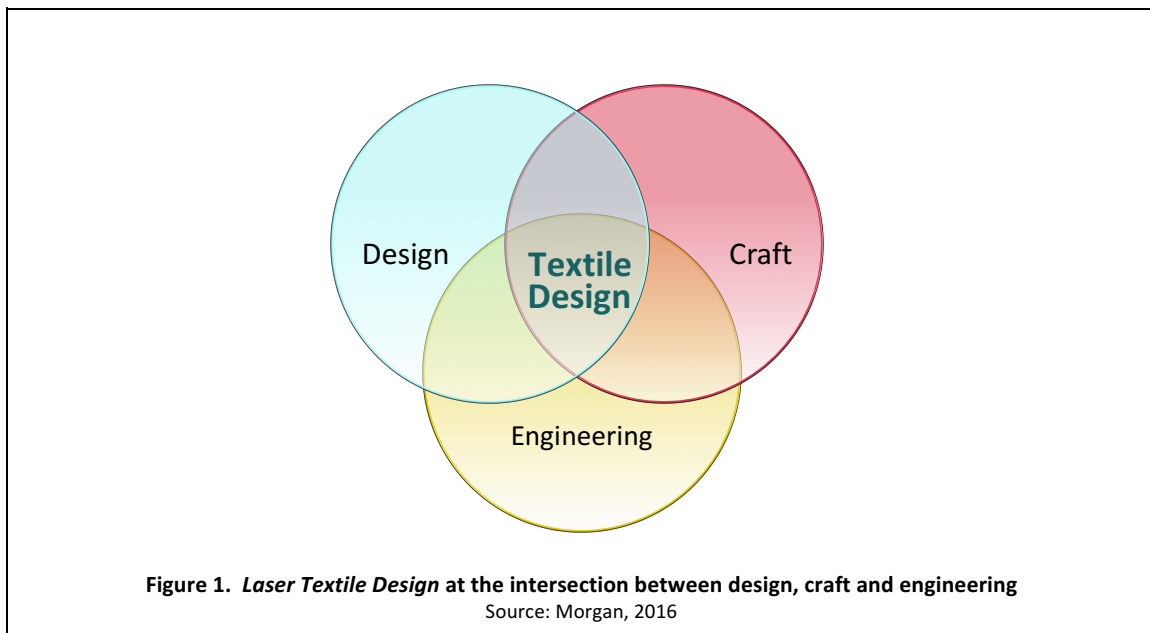 Design
Craft
Textile
Design
Engineering
Figure 1. Laser Textile Design at the intersection between design, craft and engineering
Source: Morgan, 2016